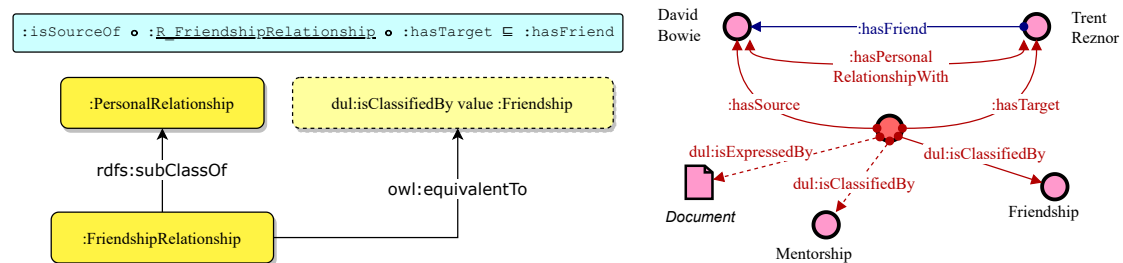 :isSourceOf o :R_FriendshipRelationship o :hasTarget ⊑ :hasFriend
:PersonalRelationship
dul:isClassifiedBy value :Friendship
rdfs:subClassOf
owl:equivalentTo
:FriendshipRelationship
David
Bowie
:hasFriend
Trent
Reznor
:hasPersonal
RelationshipWith
:hasSource
:hasTarget
dul:isExpressedBy
dul:isClassifiedBy
dul:isClassifiedBy
Document
Friendship
Mentorship